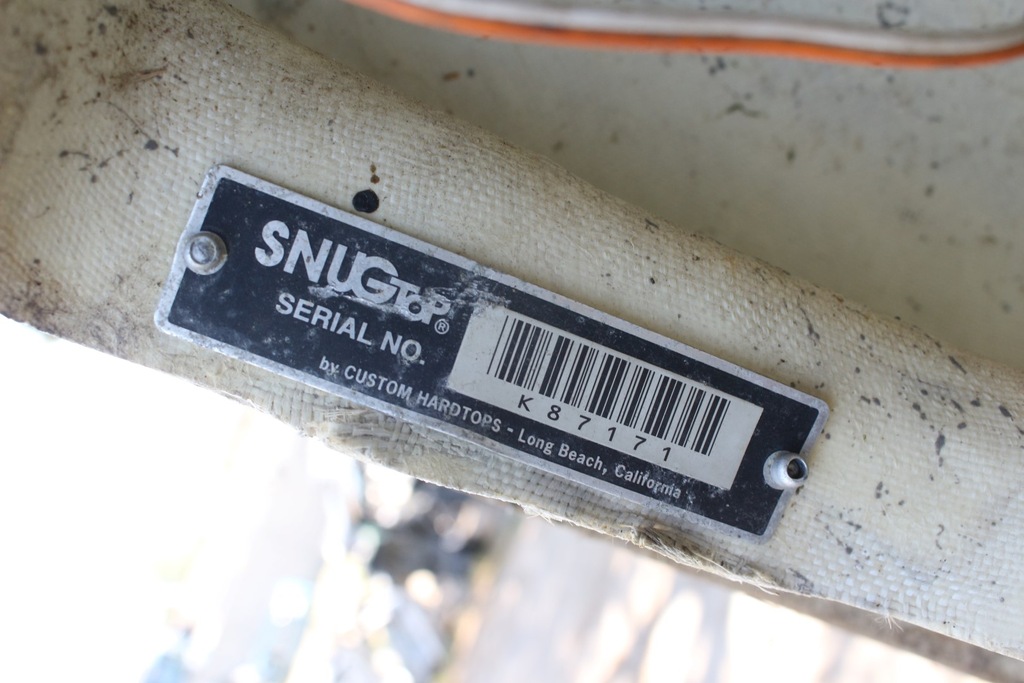 SNUGTOP®
SERIAL NO.
K87171
by CUSTOM HARDTOPS - Long Beach, California